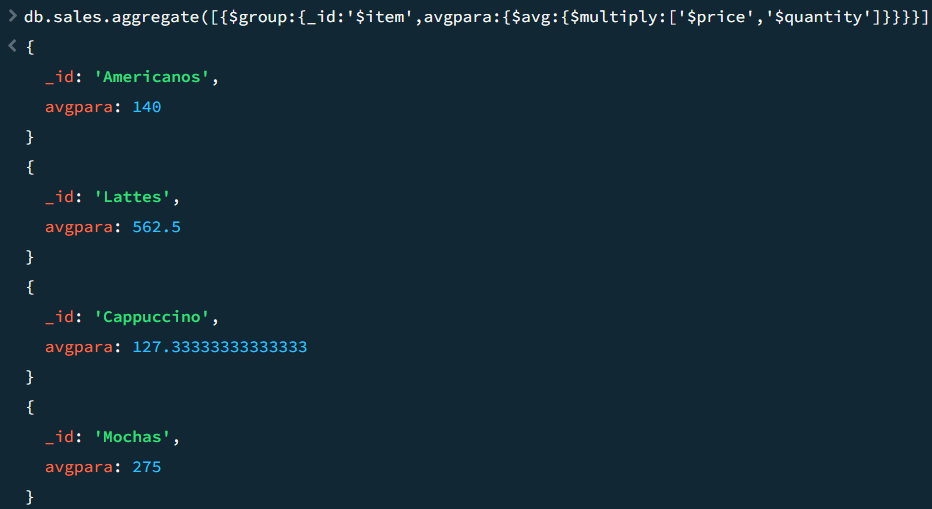 > db.sales.aggregate([{$group:{_id:'$item',avgpara:{$avg:{$multiply:['$price','$quantity']}}}}]
< {
_id: 'Americanos',
avgpara: 140
}
{
_id: 'Lattes',
avgpara: 562.5
}
{
_id: 'Cappuccino',
avgpara: 127.33333333333333
}
{
_id: 'Mochas',
avgpara: 275
}